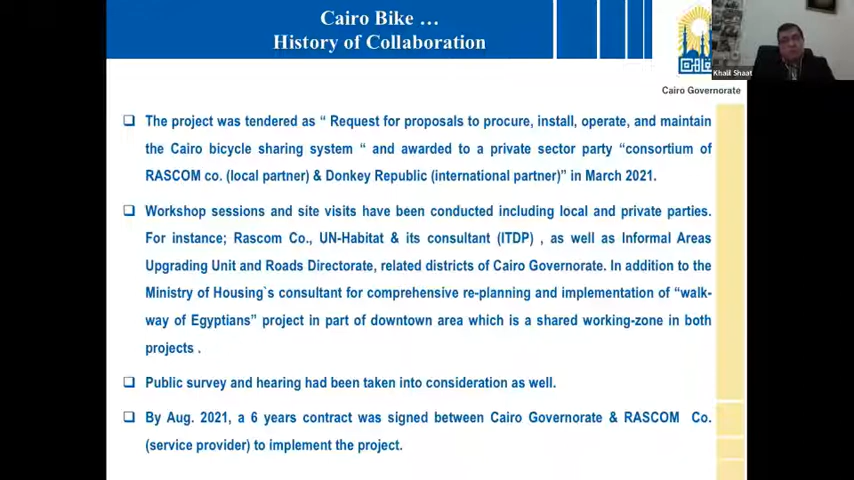 Cairo Bike …
History of Collaboration
Khalil Shaat
Cairo Governorate
❑ The project was tendered as “ Request for proposals to procure, install, operate, and maintain
the Cairo bicycle sharing system “ and awarded to a private sector party “consortium of
RASCOM co. (local partner) & Donkey Republic (international partner)” in March 2021.
❑ Workshop sessions and site visits have been conducted including local and private parties.
For instance; Rascom Co., UN-Habitat & its consultant (ITDP) , as well as Informal Areas
Upgrading Unit and Roads Directorate, related districts of Cairo Governorate. In addition to the
Ministry of Housing`s consultant for comprehensive re-planning and implementation of “walk-
way of Egyptians” project in part of downtown area which is a shared working-zone in both
projects .
❑ Public survey and hearing had been taken into consideration as well.
❑ By Aug. 2021, a 6 years contract was signed between Cairo Governorate & RASCOM Co.
(service provider) to implement the project.